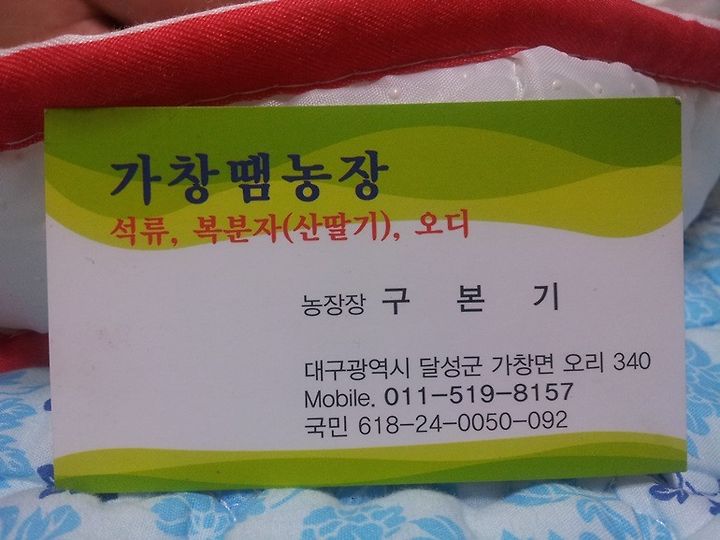 가창땜농장
석류, 복분자(산딸기), 오디
농장장 구 본 기
대구광역시 달성군 가창면 오리 340
Mobile. 011-519-8157
국민 618-24-0050-092